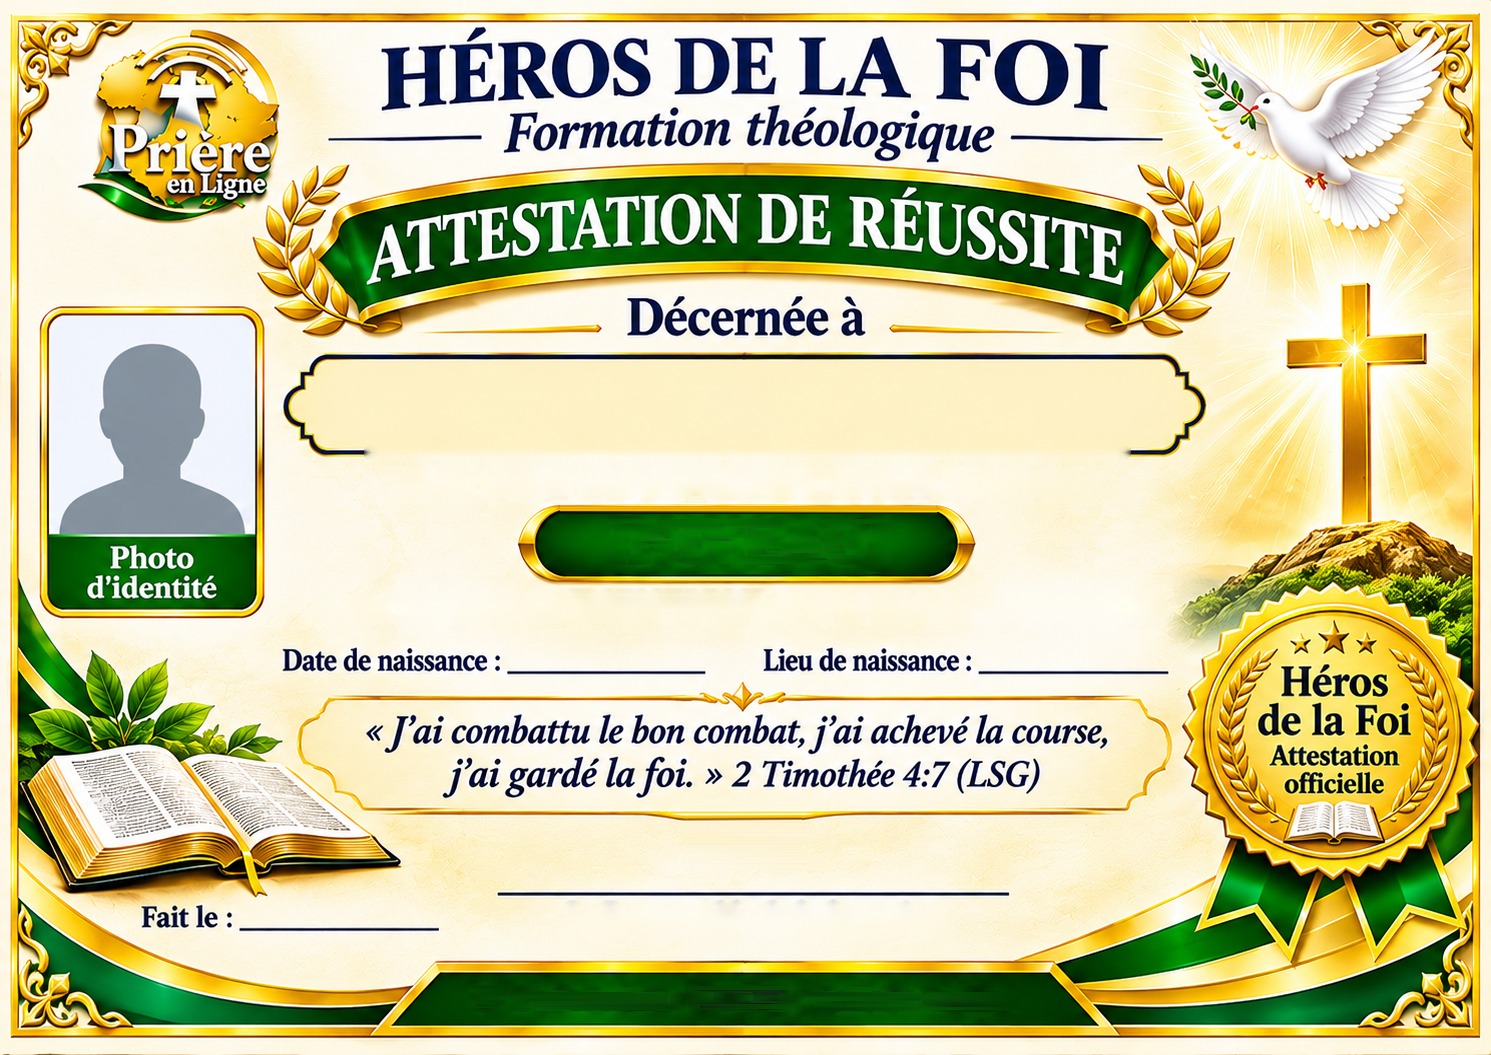 Prière
en Ligne
HÉROS DE LA FOI
Formation théologique
ATTESTATION DE RÉUSSITE
Décernée à
Photo
d'identité
Date de naissance :
Lieu de naissance :
« J'ai combattu le bon combat, j'ai achevé la course,
j'ai gardé la foi. » 2 Timothée 4:7 (LSG)
Héros
de la Foi
Attestation
officielle
Fait le :